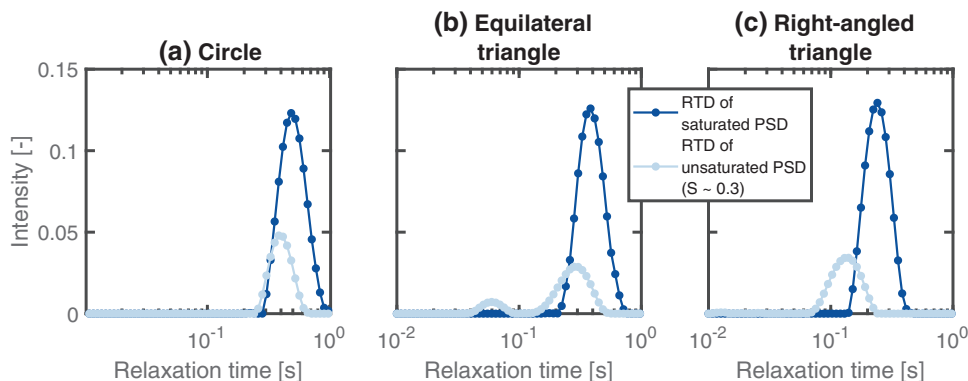 (a) Circle
(b) Equilateral
triangle
(c) Right-angled
triangle
Intensity [-]
0.15
0.1
0.05
0
RTD of
saturated PSD
RTD of
unsaturated PSD
(S ~ 0.3)
10-1
100
10-2
10-1
100
10-2
10-1
100
Relaxation time [s]
Relaxation time [s]
Relaxation time [s]